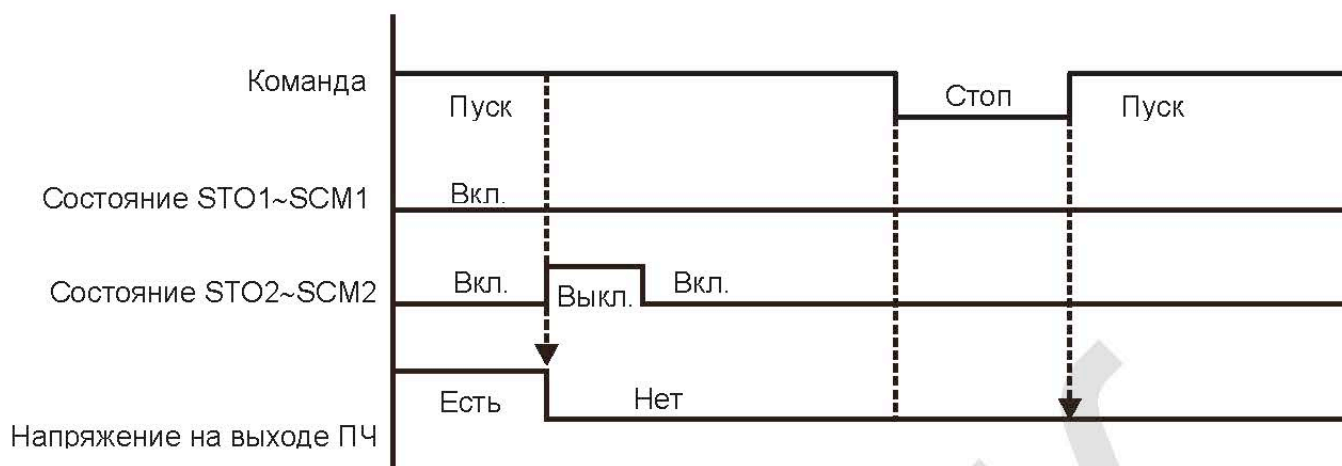 Команда
Пуск
Стоп
Пуск
Состояние STO1~SCM1
Вкл.
Состояние STO2~SCM2
Вкл.
Выкл.
Вкл.
Есть
Нет
Напряжение на выходе ПЧ